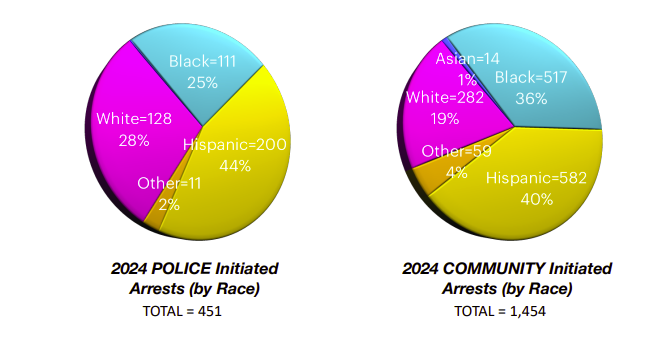 Black=111
25%
White=128
28%
Hispanic=200
44%
Other=11
2%
2024 POLICE Initiated
Arrests (by Race)
TOTAL = 451
Asian=14
1%
Black=517
36%
White=282
19%
Other=59
4%
Hispanic=582
40%
2024 COMMUNITY Initiated
Arrests (by Race)
TOTAL = 1,454